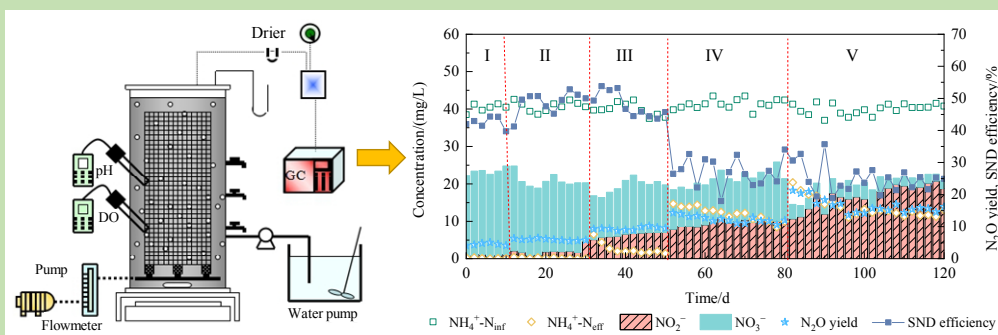 Drier
pH
DO
GC
Pump
Flowmeter
Water pump
Concentration/(mg/L)
60
50
40
30
20
10
0
I
II
III
IV
V
70
60
50
40
30
20
10
0
N₂O yield, SND efficiency/%
0
20
40
60
80
100
120
Time/d
NH₄⁺-N_inf
NH₄⁺-N_eff
NO₂⁻
NO₃⁻
N₂O yield
SND efficiency